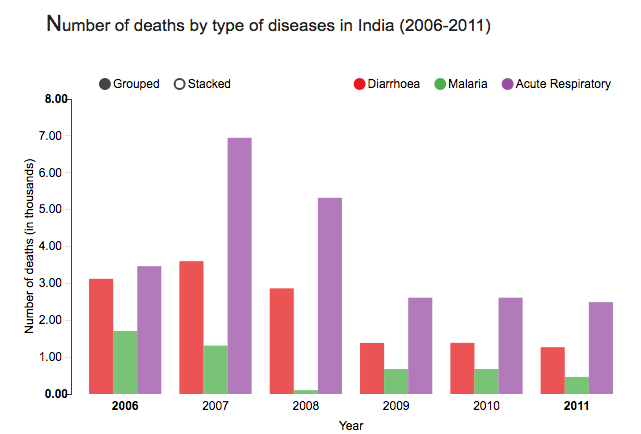 Number of deaths by type of diseases in India (2006-2011)
Grouped Stacked Diarrhoea Malaria Acute Respiratory
8.00
7.00
6.00
5.00
4.00
3.00
2.00
1.00
0.00
Number of deaths (in thousands)
2006 2007 2008 2009 2010 2011
Year